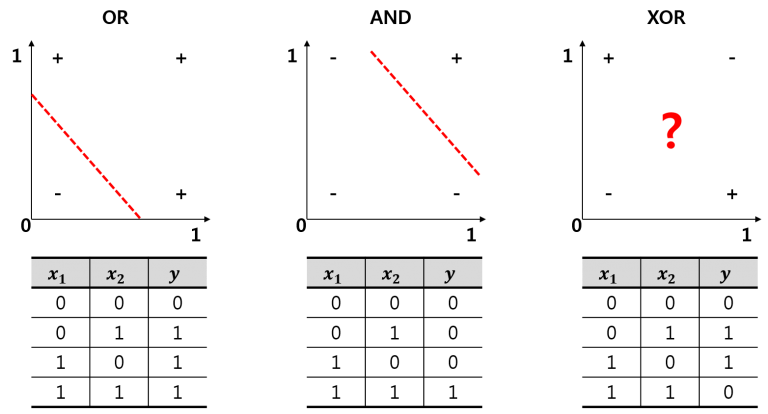 OR AND XOR
1 + + 1 - + 1 + -
?
- + - - - +
0 1 0 1 0 1
x₁ x₂ y x₁ x₂ y x₁ x₂ y
0 0 0 0 0 0 0 0 0
0 1 1 0 1 0 0 1 1
1 0 1 1 0 0 1 0 1
1 1 1 1 1 1 1 1 0